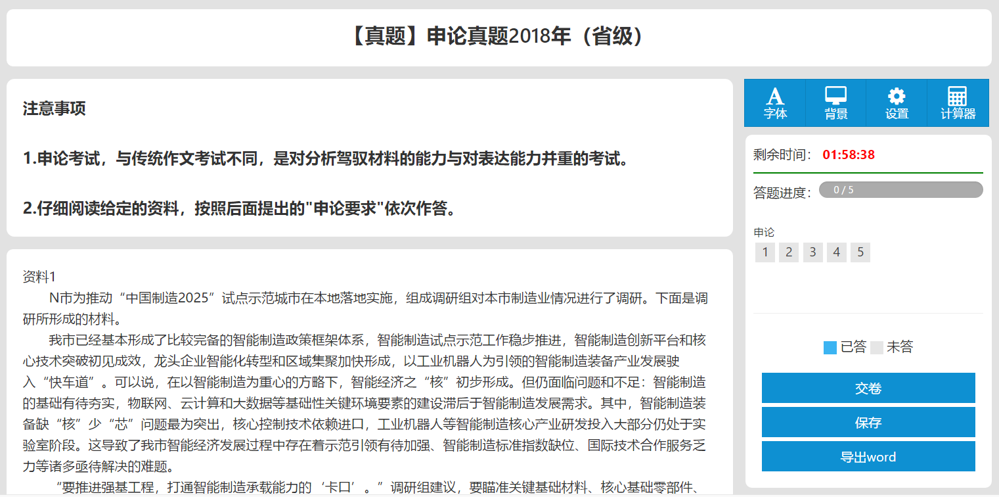 【真题】申论真题2018年（省级）
注意事项
1.申论考试，与传统作文考试不同，是对分析驾驭材料的能力与对表达能力并重的考试。
2.仔细阅读给定的资料，按照后面提出的"申论要求"依次作答。
资料1
N市为推动“中国制造2025”试点示范城市在本地落地实施，组成调研组对本市制造业情况进行了调研。下面是调
研所形成的材料。
我市已经基本形成了比较完备的智能制造政策框架体系，智能制造试点示范工作稳步推进，智能制造创新平台和核
心技术突破初见成效，龙头企业智能化转型和区域集聚加快形成，以工业机器人为引领的智能制造装备产业发展驶
入“快车道”。可以说，在以智能制造为重心的方略下，智能经济之“核”初步形成。但仍面临问题和不足：智能制造
的基础有待夯实，物联网、云计算和大数据等基础性关键环境要素的建设滞后于智能制造发展需求。其中，智能制造装
备缺“核”少“芯”问题最为突出，核心控制技术依赖进口，工业机器人等智能制造核心产业研发投入大部分仍处于实
验室阶段。这导致了我市智能经济发展过程中存在着示范引领有待加强、智能制造标准指数缺位、国际技术合作服务乏
力等诸多亟待解决的难题。
“要推进强基工程，打通智能制造承载能力的‘卡口’。”调研组建议，要瞄准关键基础材料、核心基础零部件、
字体
背景
设置
计算器
剩余时间： 01:58:38
答题进度： 0 / 5
申论
1 2 3 4 5
已答 未答
交卷
保存
导出word